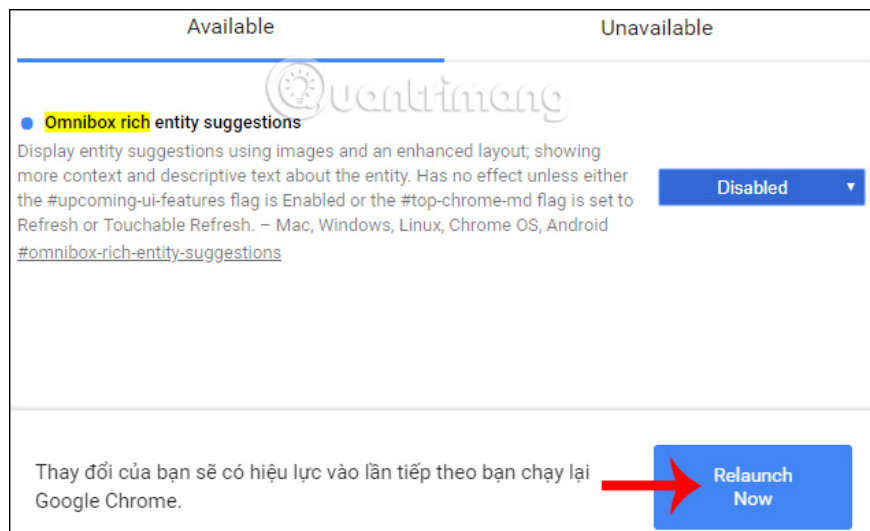 Available
Unavailable
Quantrimang
Omnibox rich entity suggestions
Display entity suggestions using images and an enhanced layout; showing
more context and descriptive text about the entity. Has no effect unless either
the #upcoming-ui-features flag is Enabled or the #top-chrome-md flag is set to
Refresh or Touchable Refresh. – Mac, Windows, Linux, Chrome OS, Android
#omnibox-rich-entity-suggestions
Disabled
Thay đổi của bạn sẽ có hiệu lực vào lần tiếp theo bạn chạy lại
Google Chrome.
Relaunch
Now